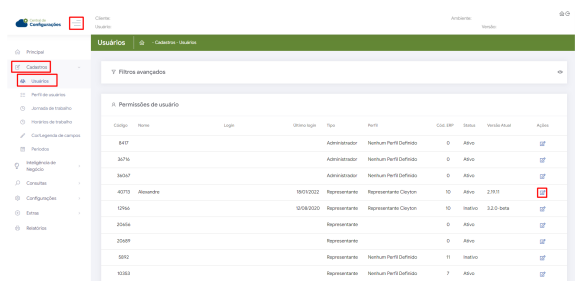 Central de
Configurações
Cliente:
Usuário:
Ambiente:
Versão:
Usuários - Cadastros - Usuários
Principal
Cadastros
Usuários
Perfil de usuários
Jornada de trabalho
Horários de trabalho
Cor/Legenda de campos
Períodos
Inteligência de
Negócio
Consultas
Configurações
Extras
Relatórios
Filtros avançados
Permissões de usuário
Código Nome Login Último login Tipo Perfil Cód. ERP Status Versão Atual Ações
8417 Administrador Nenhum Perfil Definido 0 Ativo
36716 Administrador Nenhum Perfil Definido 0 Ativo
36047 Administrador Nenhum Perfil Definido 0 Ativo
40713 Alexandre 18/01/2022 Representante Representante Cleyton 10 Ativo 2.19.11
12966 12/08/2020 Representante Representante Cleyton 10 Inativo 3.2.0-beta
20656 Representante 0 Ativo
20689 Representante 0 Ativo
5892 Representante Nenhum Perfil Definido 11 Inativo
10353 Representante Nenhum Perfil Definido 7 Ativo